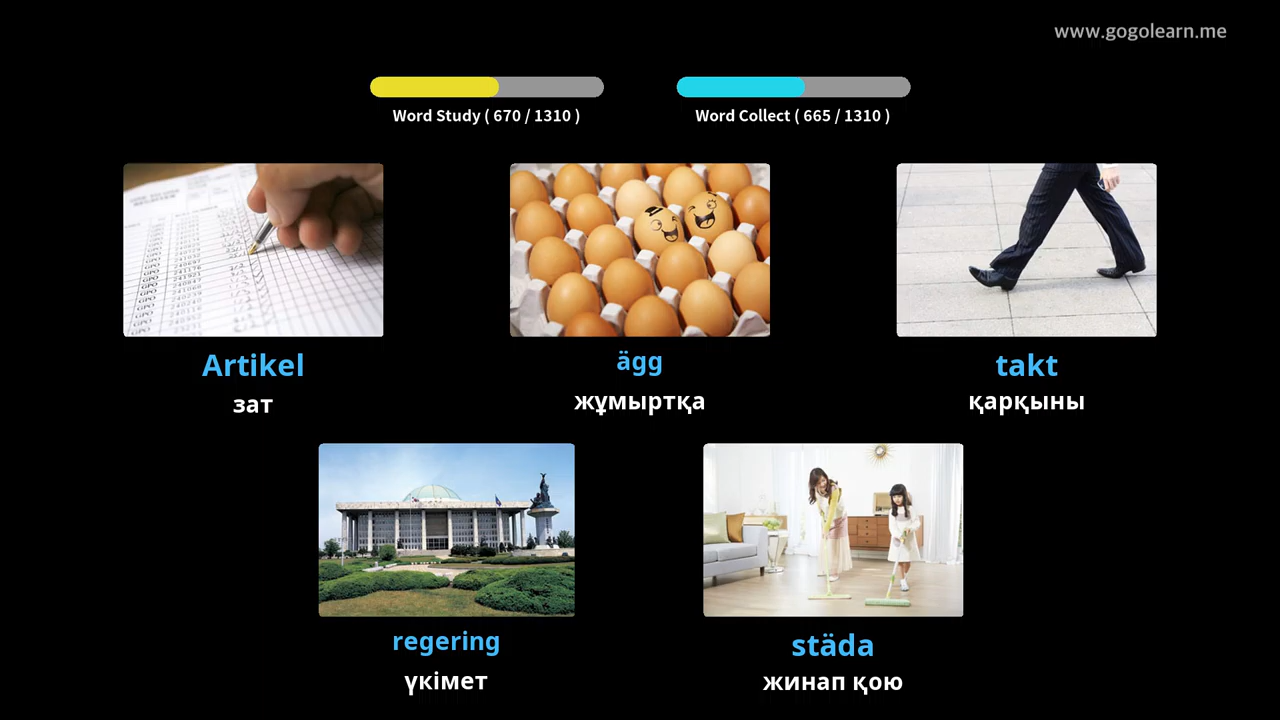 www.gogolearn.me
Word Study ( 670 / 1310 )
Word Collect ( 665 / 1310 )
Artikel
зат
ägg
жұмыртқа
takt
қарқыны
regering
үкімет
städa
жинап қою